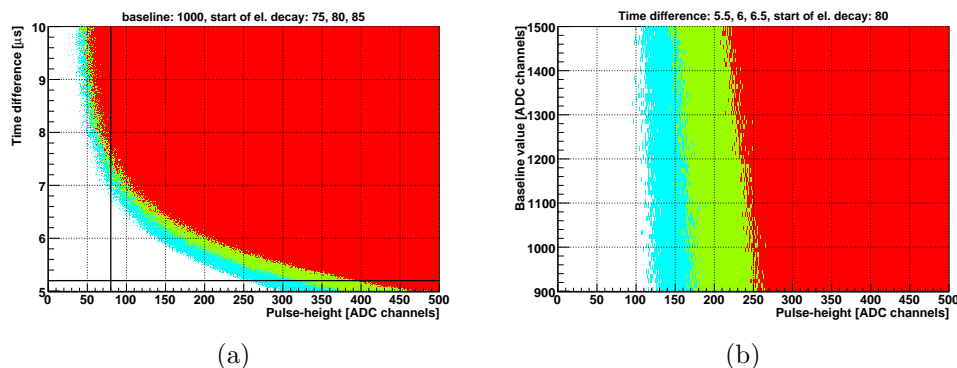 baseline: 1000, start of el. decay: 75, 80, 85
Time difference [μs]
10
9
8
7
6
5
0 50 100 150 200 250 300 350 400 450 500
Pulse-height [ADC channels]
(a)
Time difference: 5.5, 6, 6.5, start of el. decay: 80
Baseline value [ADC channels]
1500
1400
1300
1200
1100
1000
900
0 50 100 150 200 250 300 350 400 450 500
Pulse-height [ADC channels]
(b)